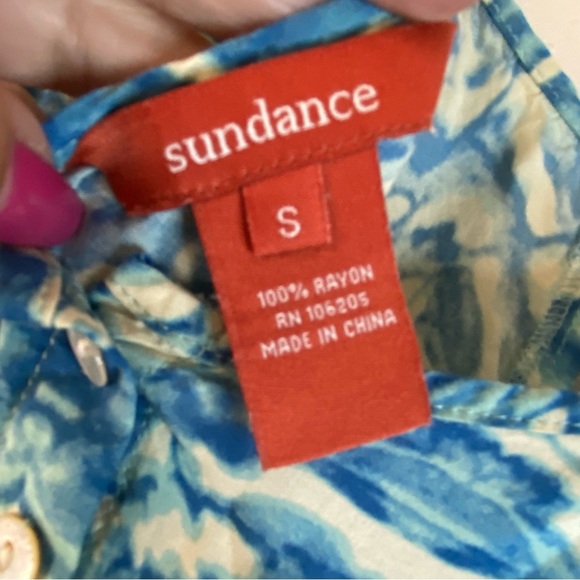 sundance
S
100% RAYON
RN 106205
MADE IN CHINA